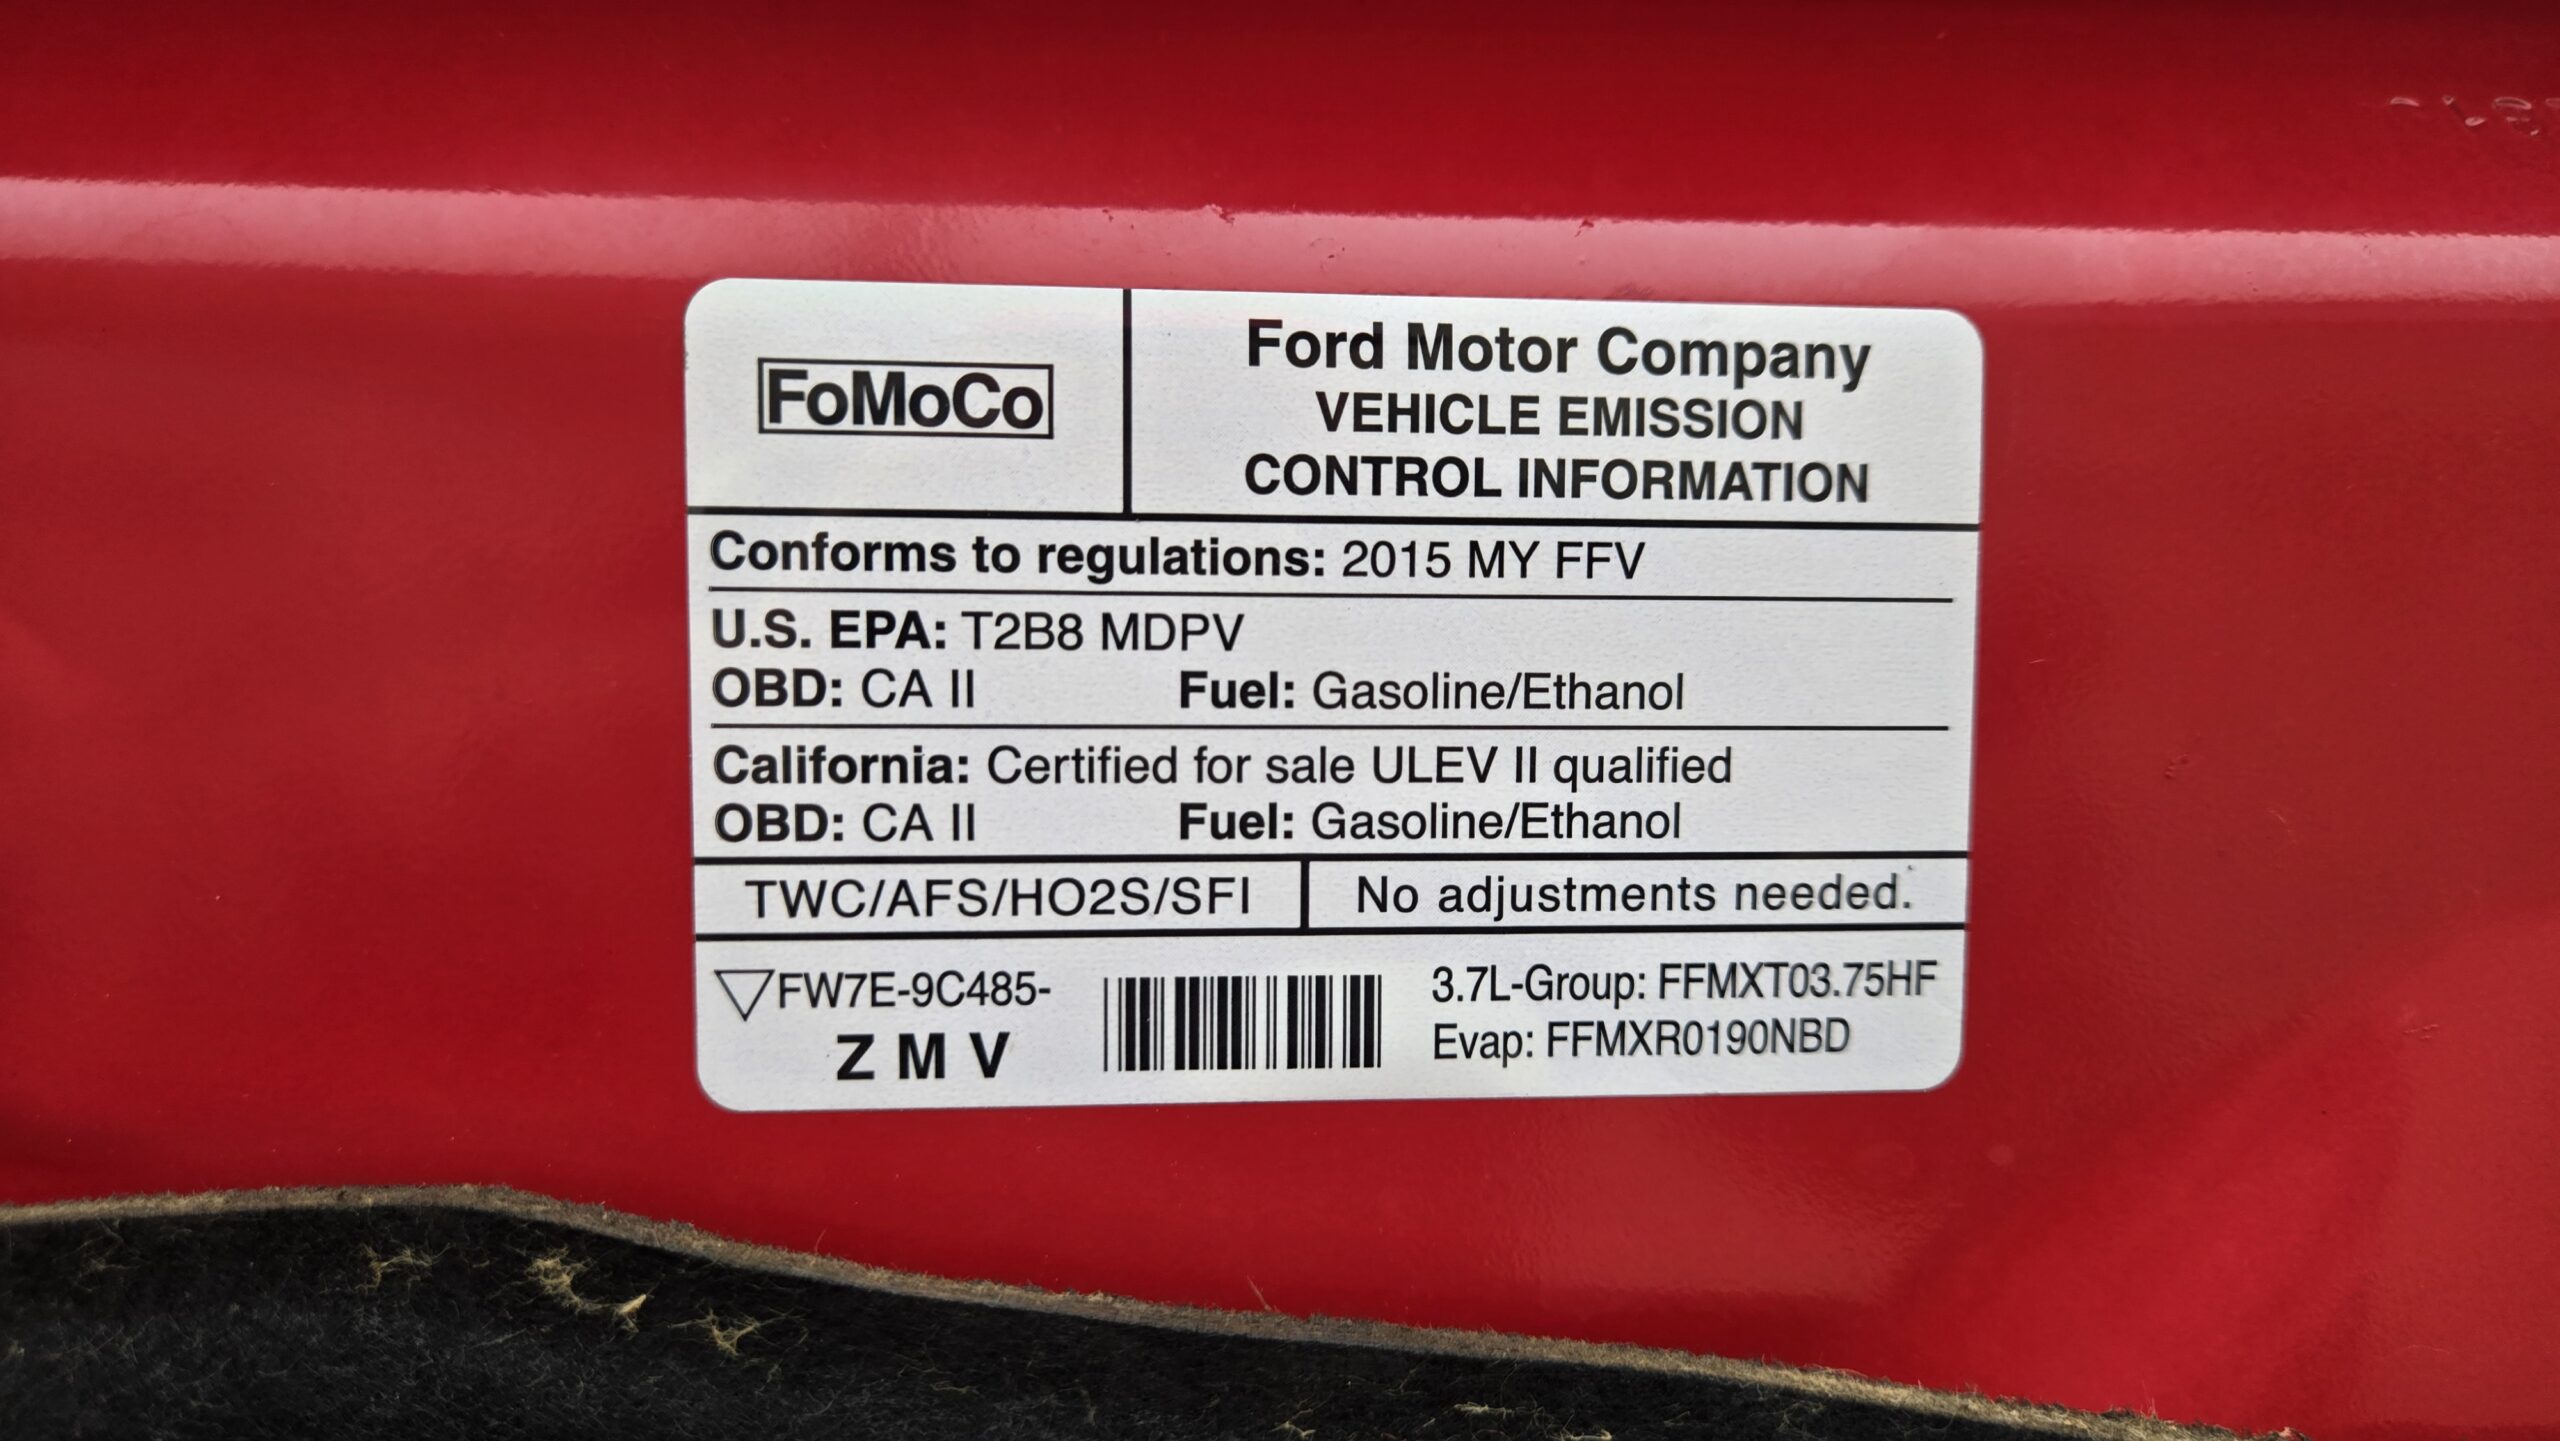 FoMoCo
Ford Motor Company
VEHICLE EMISSION
CONTROL INFORMATION
Conforms to regulations: 2015 MY FFV
U.S. EPA: T2B8 MDPV
OBD: CA II Fuel: Gasoline/Ethanol
California: Certified for sale ULEV II qualified
OBD: CA II Fuel: Gasoline/Ethanol
TWC/AFS/HO2S/SFI No adjustments needed.
FW7E-9C485-
Z M V
3.7L-Group: FFMXT03.75HF
Evap: FFMXR0190NBD